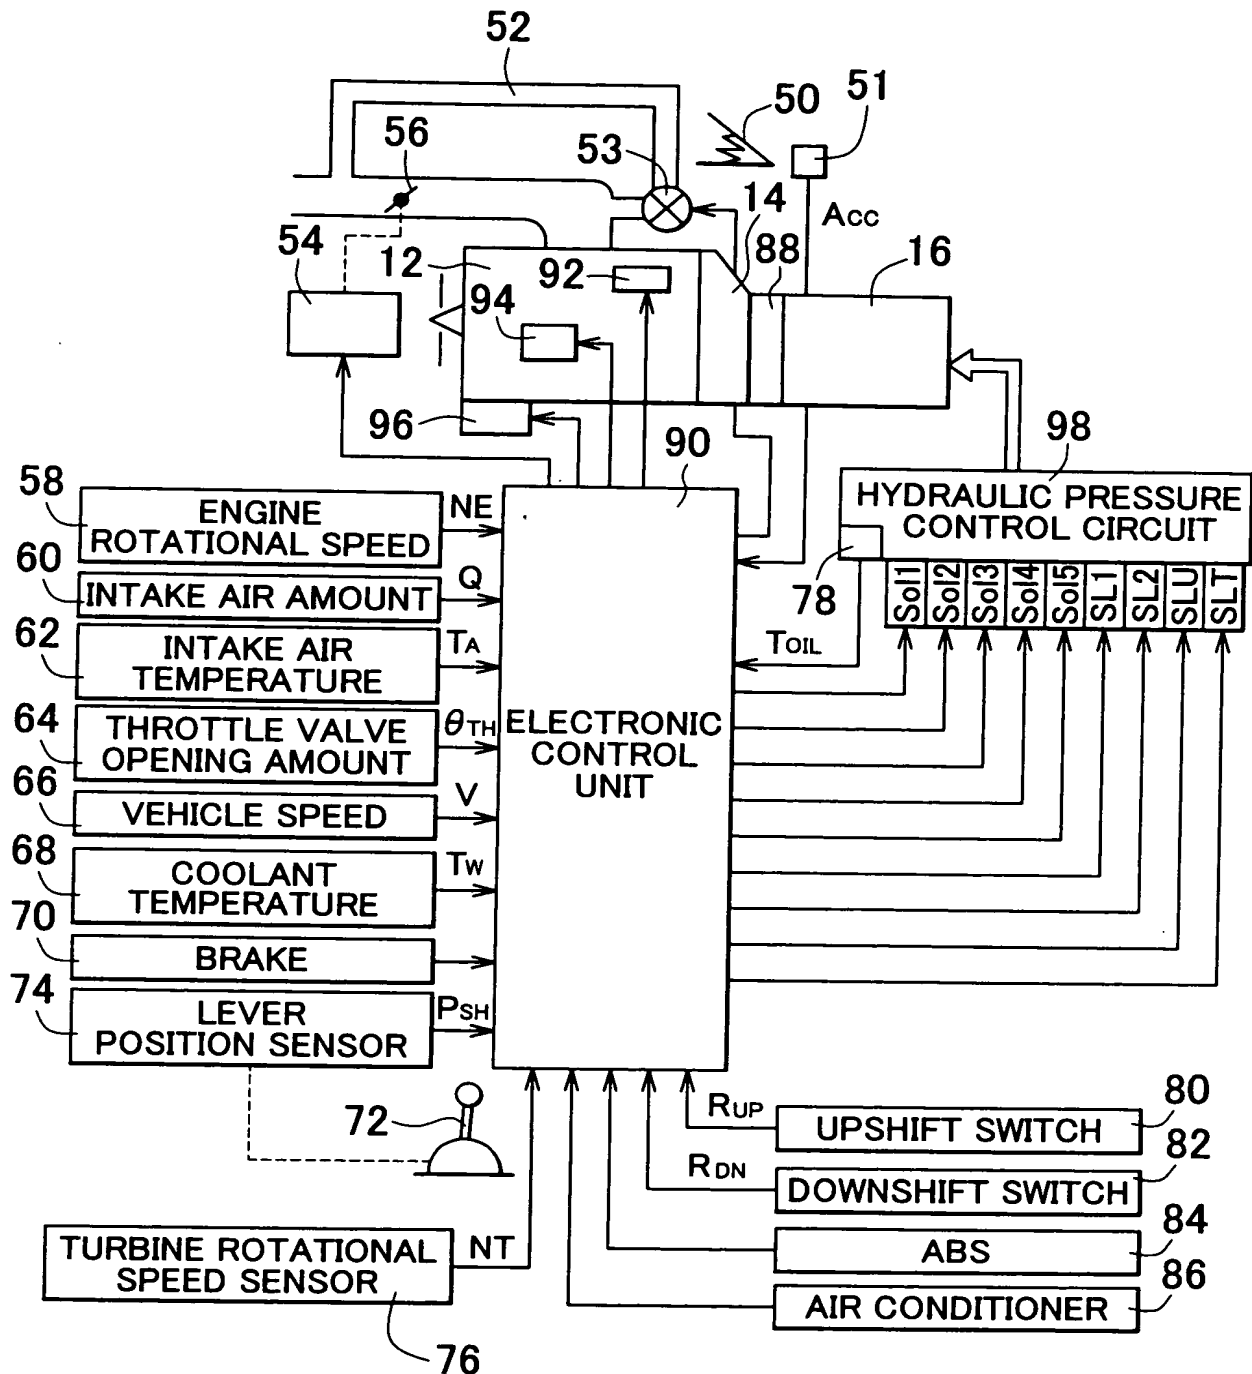 52
50
51
56
53
14
ACC
54
12
92
88
16
94
96
90
98
58
ENGINE
ROTATIONAL SPEED
NE
HYDRAULIC PRESSURE
CONTROL CIRCUIT
60
INTAKE AIR AMOUNT
Q
78
Sol1
Sol2
Sol3
Sol4
Sol5
SL1
SL2
SLU
SLT
62
INTAKE AIR
TEMPERATURE
TA
TOIL
64
THROTTLE VALVE
OPENING AMOUNT
θTH
ELECTRONIC
CONTROL
UNIT
66
VEHICLE SPEED
V
68
COOLANT
TEMPERATURE
TW
70
BRAKE
74
LEVER
POSITION SENSOR
PSH
72
RUP
UPSHIFT SWITCH
80
RDN
DOWNSHIFT SWITCH
82
TURBINE ROTATIONAL
SPEED SENSOR
NT
ABS
84
AIR CONDITIONER
86
76